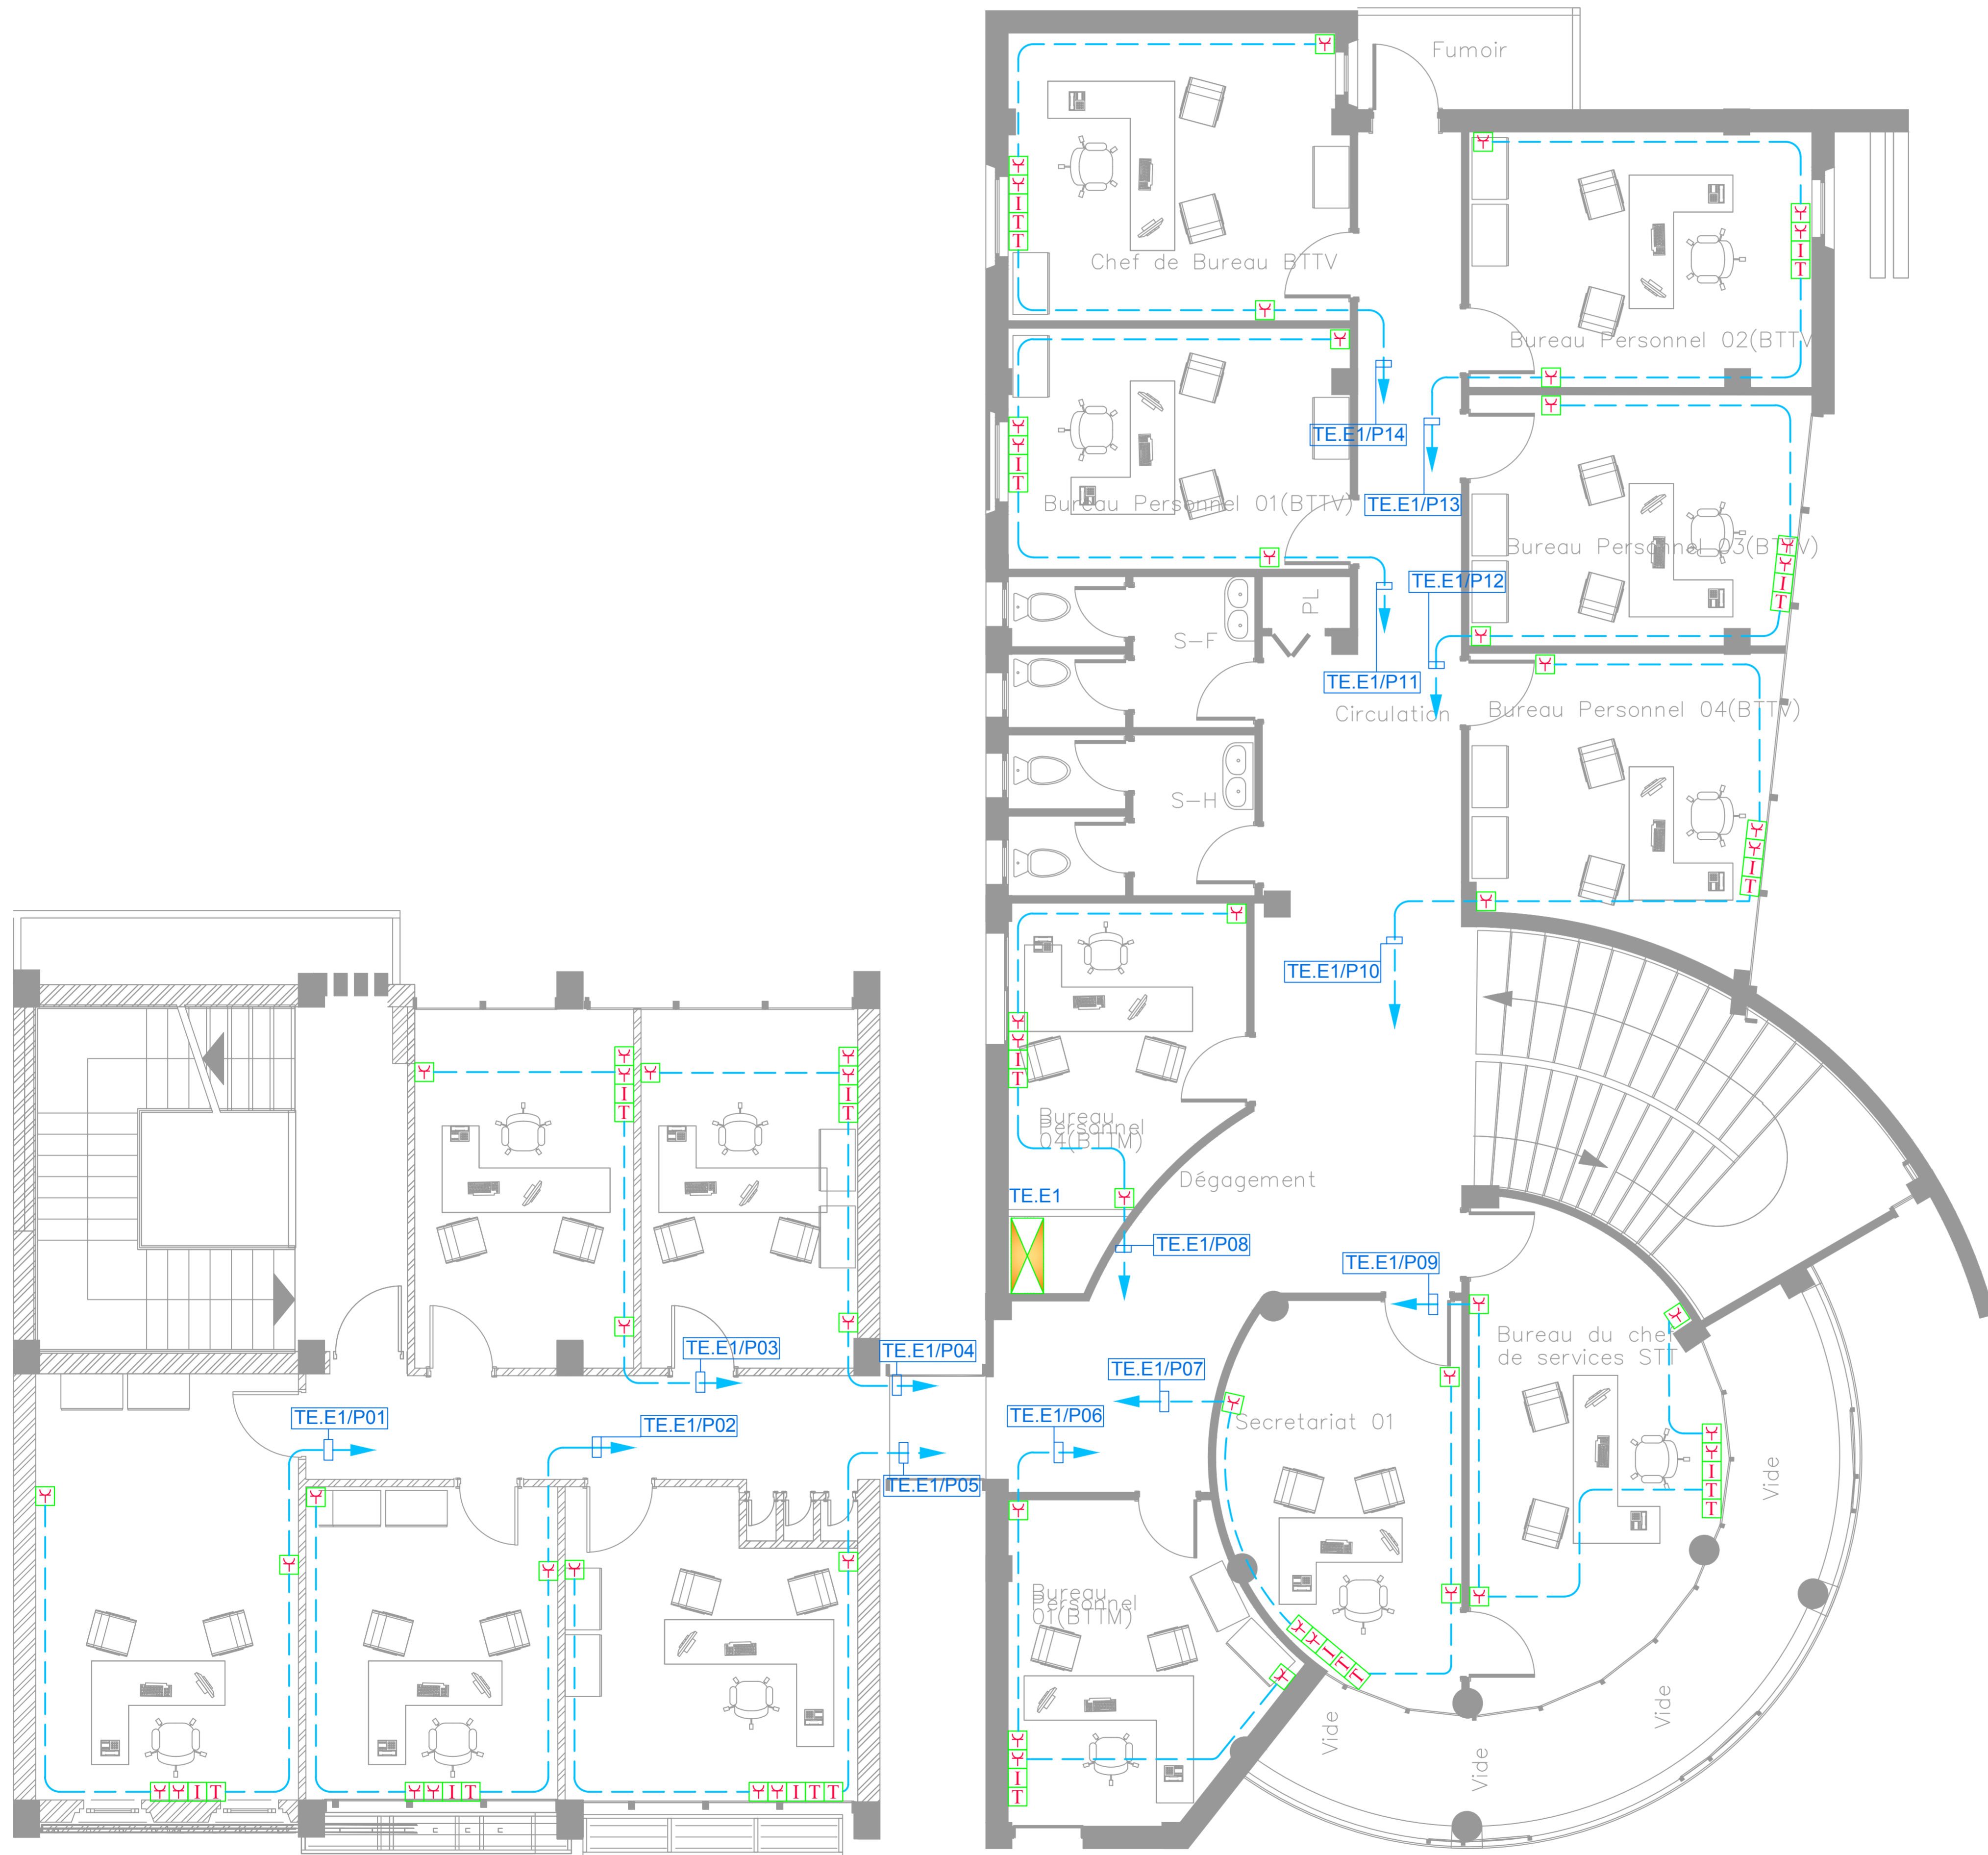 Fumoir
Chef de Bureau BTTV
I
T
T
Bureau Personnel 02(BTTV
I
T
TE.E1/P14
TE.E1/P13
Bureau Personnel 01(BTTV)
I
T
Bureau Personnel 03(BTTV)
I
T
TE.E1/P12
S-F
PL
TE.E1/P11
Circulation
Bureau Personnel 04(BTTV)
I
T
S-H
TE.E1/P10
I
T
I
T
I
T
Bureau
Personnel
04(BTTM)
Dégagement
TE.E1
TE.E1/P08
TE.E1/P09
Bureau du chef
de services STT
TE.E1/P03
TE.E1/P04
TE.E1/P07
TE.E1/P01
TE.E1/P02
TE.E1/P06
TE.E1/P05
Secretariat 01
I
T
T
Vide
Bureau
Personnel
01(BTTM)
I
T
T
Vide
Vide
Vide
I
T
I
T
I
T
I
T
T